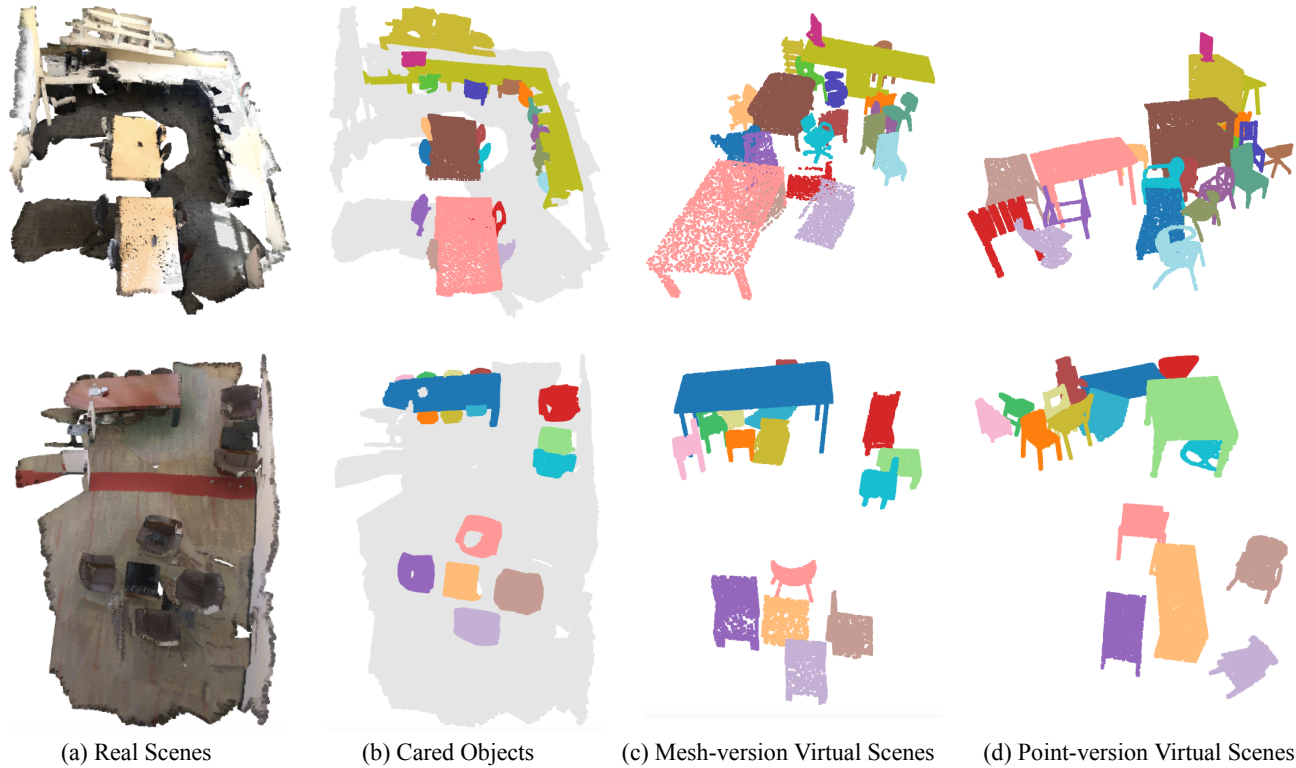 (a) Real Scenes
(b) Cared Objects
(c) Mesh-version Virtual Scenes
(d) Point-version Virtual Scenes